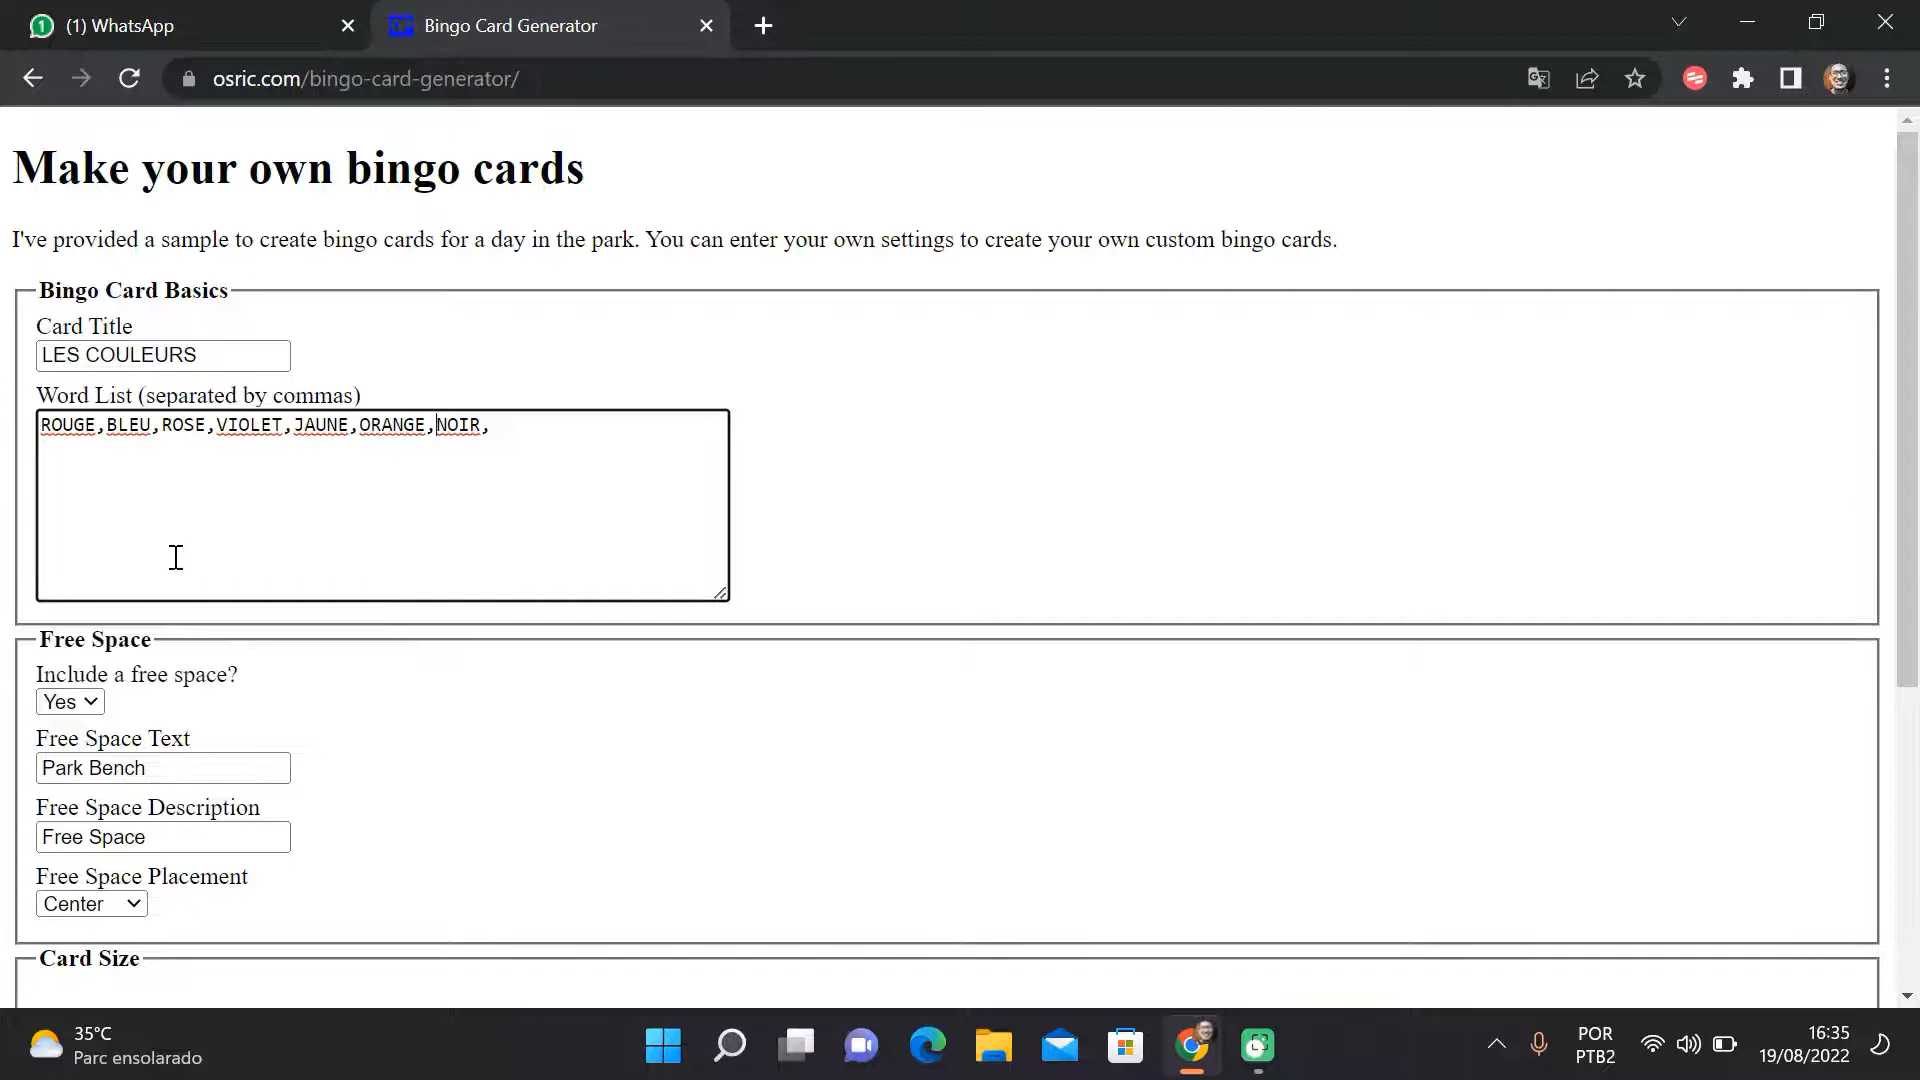 (1) WhatsApp
Bingo Card Generator
osric.com/bingo-card-generator/
Make your own bingo cards
I've provided a sample to create bingo cards for a day in the park. You can enter your own settings to create your own custom bingo cards.
Bingo Card Basics
Card Title
LES COULEURS
Word List (separated by commas)
ROUGE,BLEU,ROSE,VIOLET,JAUNE,ORANGE,NOIR,
Free Space
Include a free space?
Yes
Free Space Text
Park Bench
Free Space Description
Free Space
Free Space Placement
Center
Card Size
35°C
Parc ensolarado
POR
PTB2
16:35
19/08/2022